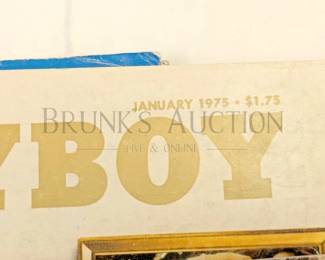 JANUARY 1975 • $1.75
BRUNK'S AUCTION
LIVE & ONLINE
YBOY